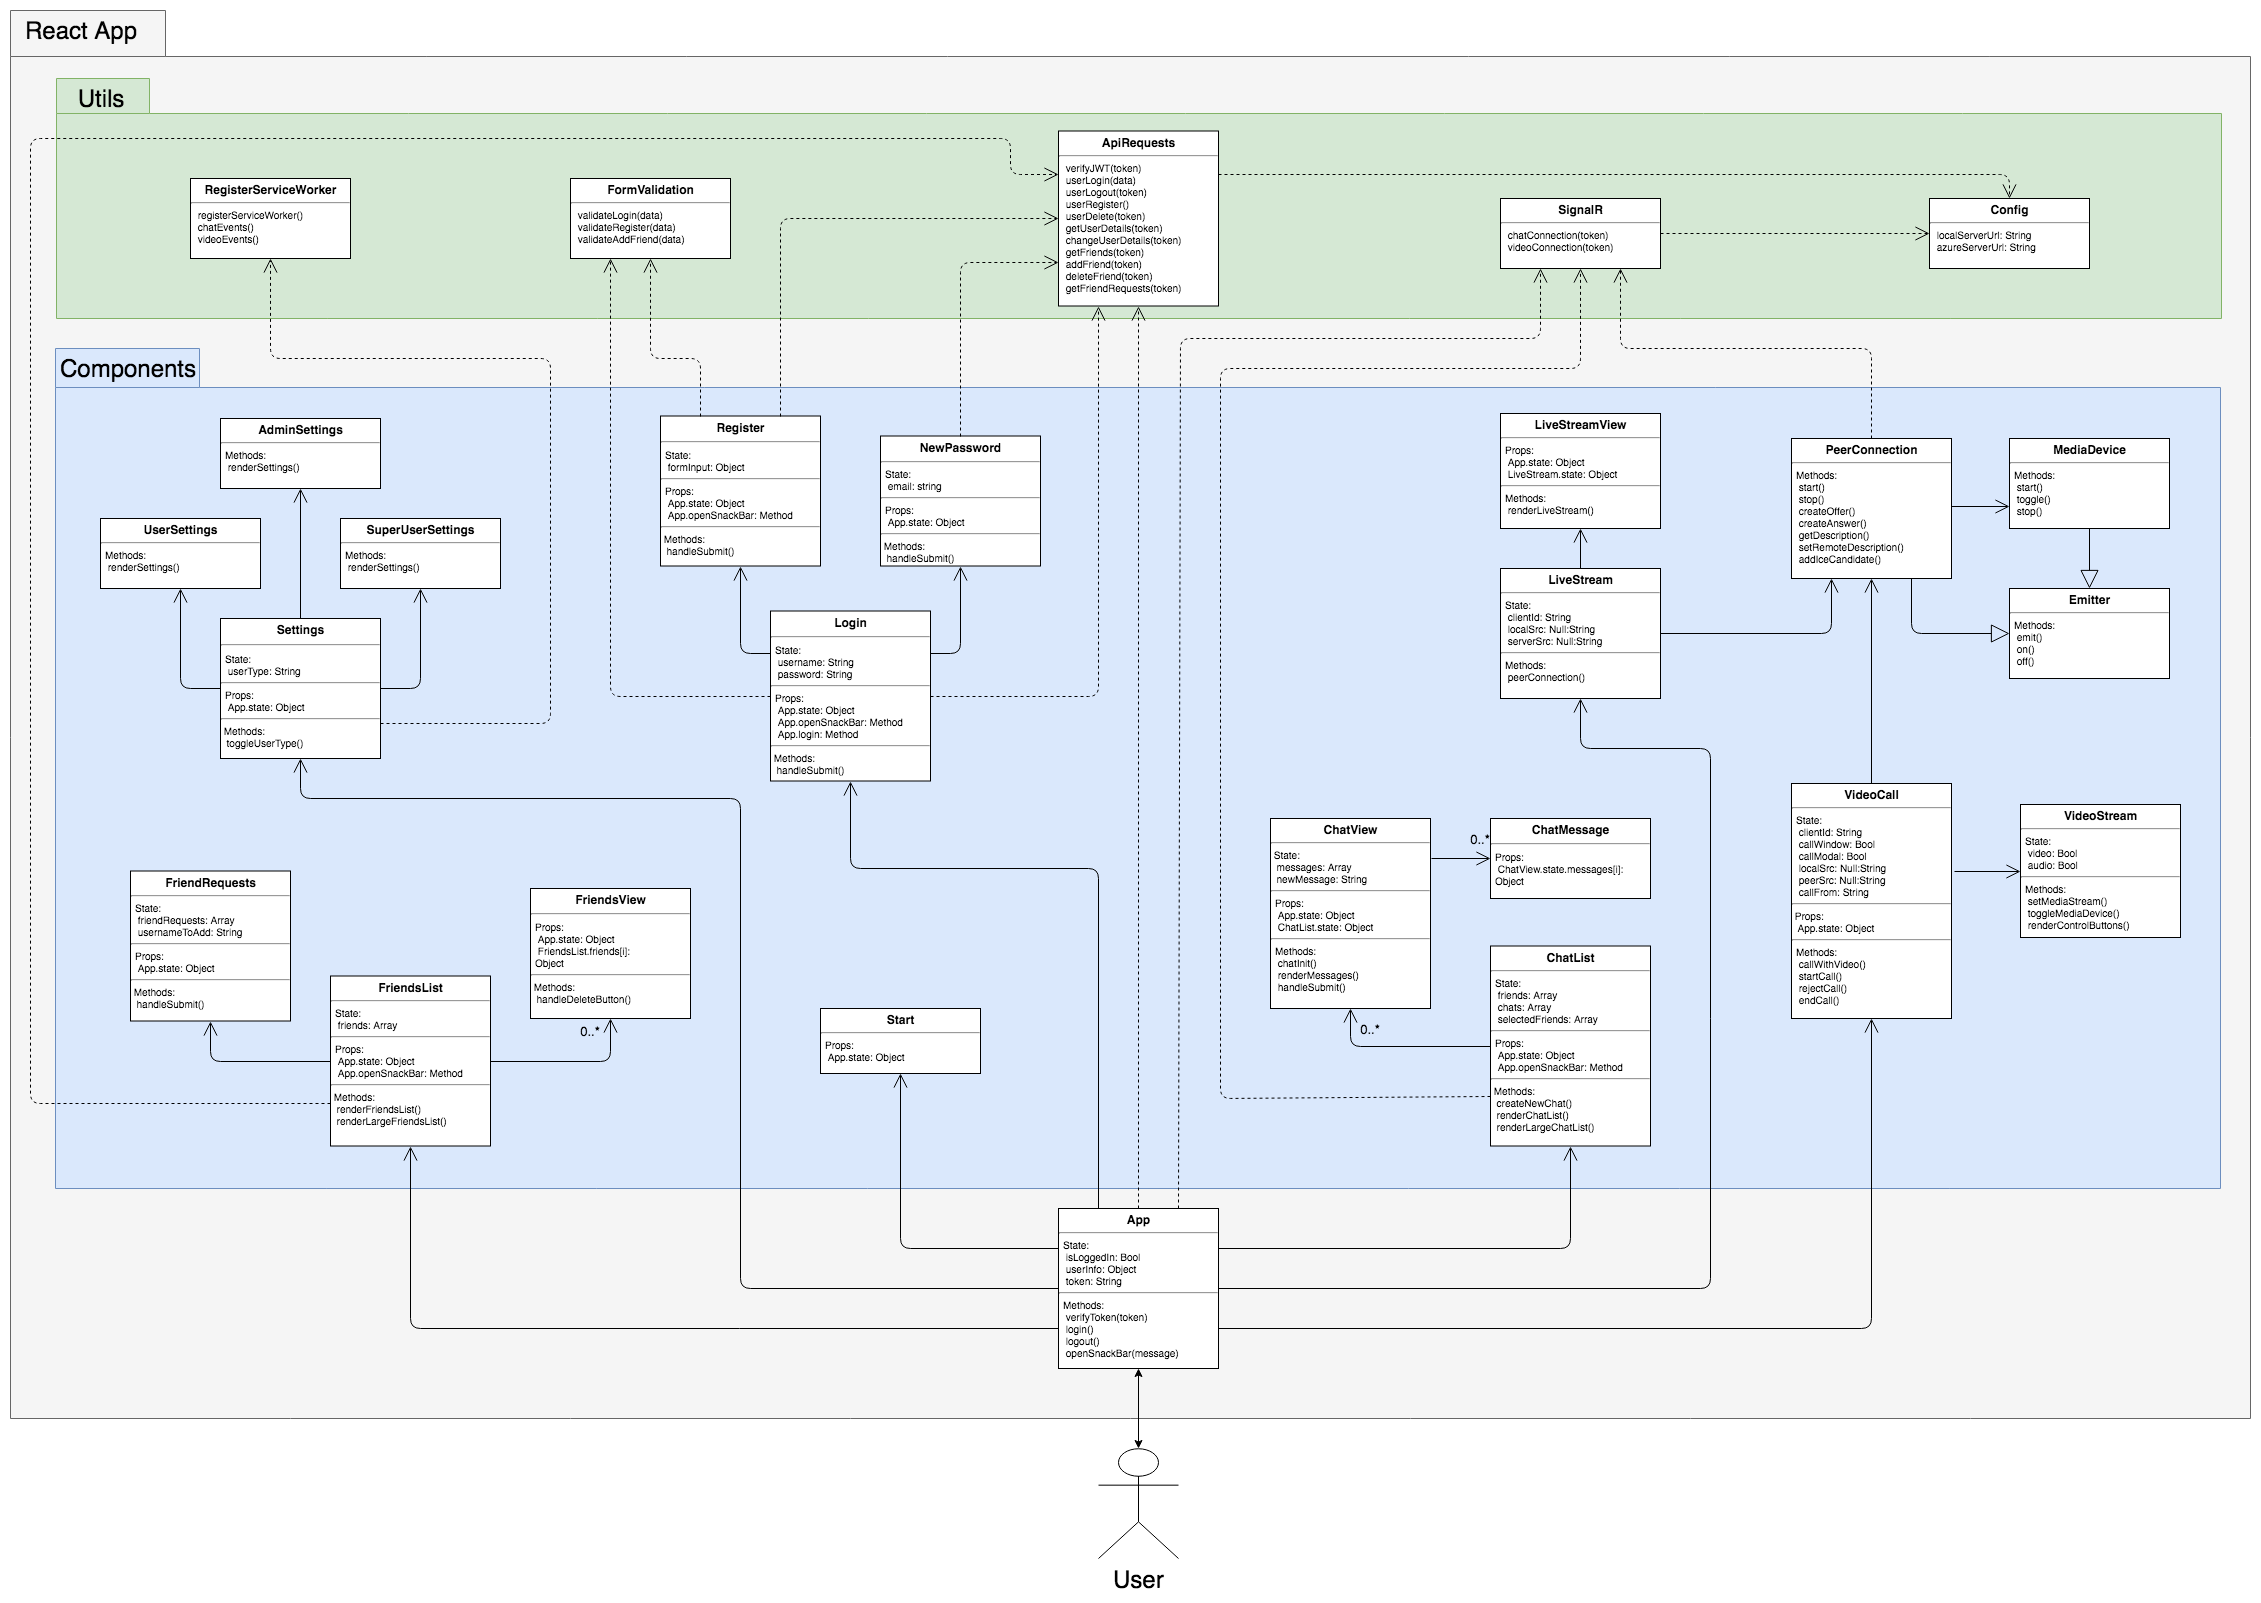 React App
Utils
ApiRequests
verifyJWT(token)
userLogin(data)
userLogout(token)
userRegister()
userDelete(token)
getUserDetails(token)
changeUserDetails(token)
getFriends(token)
addFriend(token)
deleteFriend(token)
getFriendRequests(token)
RegisterServiceWorker
registerServiceWorker()
chatEvents()
videoEvents()
FormValidation
validateLogin(data)
validateRegister(data)
validateAddFriend(data)
SignalR
chatConnection(token)
videoConnection(token)
Config
localServerUrl: String
azureServerUrl: String
Components
AdminSettings
Methods:
renderSettings()
UserSettings
Methods:
renderSettings()
SuperUserSettings
Methods:
renderSettings()
Settings
State:
userType: String
Props:
App.state: Object
Methods:
toggleUserType()
Register
State:
formInput: Object
Props:
App.state: Object
App.openSnackBar: Method
Methods:
handleSubmit()
NewPassword
State:
email: string
Props:
App.state: Object
Methods:
handleSubmit()
Login
State:
username: String
password: String
Props:
App.state: Object
App.openSnackBar: Method
App.login: Method
Methods:
handleSubmit()
LiveStreamView
Props:
App.state: Object
LiveStream.state: Object
Methods:
renderLiveStream()
LiveStream
State:
clientId: String
localSrc: Null:String
serverSrc: Null:String
Methods:
peerConnection()
PeerConnection
Methods:
start()
stop()
createOffer()
createAnswer()
getDescription()
setRemoteDescription()
addIceCandidate()
MediaDevice
Methods:
start()
toggle()
stop()
Emitter
Methods:
emit()
on()
off()
VideoCall
State:
clientId: String
callWindow: Bool
callModal: Bool
localSrc: Null:String
peerSrc: Null:String
callFrom: String
Props:
App.state: Object
Methods:
callWithVideo()
startCall()
rejectCall()
endCall()
VideoStream
State:
video: Bool
audio: Bool
Methods:
setMediaStream()
toggleMediaDevice()
renderControlButtons()
ChatView
State:
messages: Array
newMessage: String
Props:
App.state: Object
ChatList.state: Object
Methods:
chatInit()
renderMessages()
handleSubmit()
0..*
ChatMessage
Props:
ChatView.state.messages[i]:
Object
ChatList
State:
friends: Array
chats: Array
selectedFriends: Array
Props:
App.state: Object
App.openSnackBar: Method
Methods:
createNewChat()
renderChatList()
renderLargeChatList()
0..*
FriendRequests
State:
friendRequests: Array
usernameToAdd: String
Props:
App.state: Object
Methods:
handleSubmit()
FriendsView
Props:
App.state: Object
FriendsList.friends[i]:
Object
Methods:
handleDeleteButton()
0..*
FriendsList
State:
friends: Array
Props:
App.state: Object
App.openSnackBar: Method
Methods:
renderFriendsList()
renderLargeFriendsList()
Start
Props:
App.state: Object
App
State:
isLoggedIn: Bool
userInfo: Object
token: String
Methods:
verifyToken(token)
login()
logout()
openSnackBar(message)
User